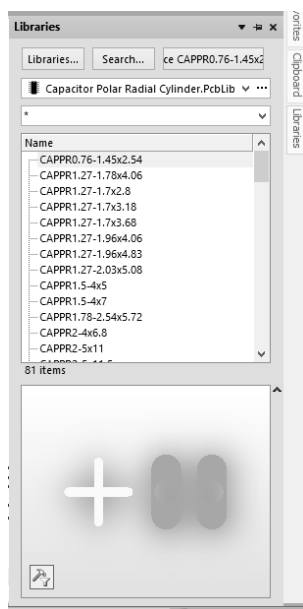 Libraries
Libraries...
Search...
ce CAPPR0.76-1.45x2
Capacitor Polar Radial Cylinder.PcbLib
...
*
Name
CAPPR0.76-1.45x2.54
CAPPR1.27-1.78x4.06
CAPPR1.27-1.7x2.8
CAPPR1.27-1.7x3.18
CAPPR1.27-1.7x3.68
CAPPR1.27-1.96x4.06
CAPPR1.27-1.96x4.83
CAPPR1.27-2.03x5.08
CAPPR1.5-4x5
CAPPR1.5-4x7
CAPPR1.78-2.54x5.72
CAPPR2-4x6.8
CAPPR2-5x11
81 items
vorites
Clipboard
Libraries